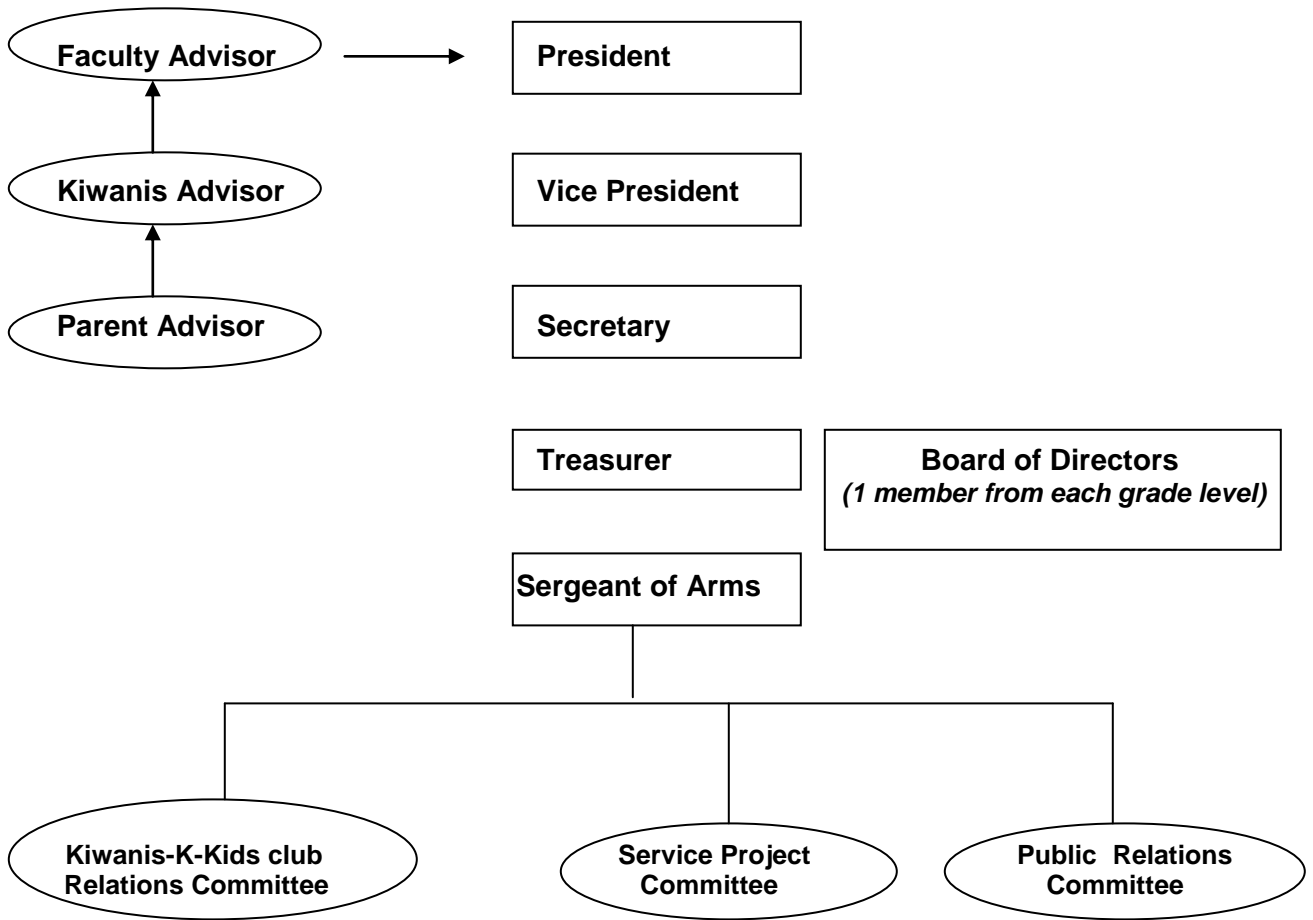 Faculty Advisor
President
Kiwanis Advisor
Vice President
Parent Advisor
Secretary
Treasurer
Board of Directors
(1 member from each grade level)
Sergeant of Arms
Kiwanis-K-Kids club
Relations Committee
Service Project
Committee
Public Relations
Committee